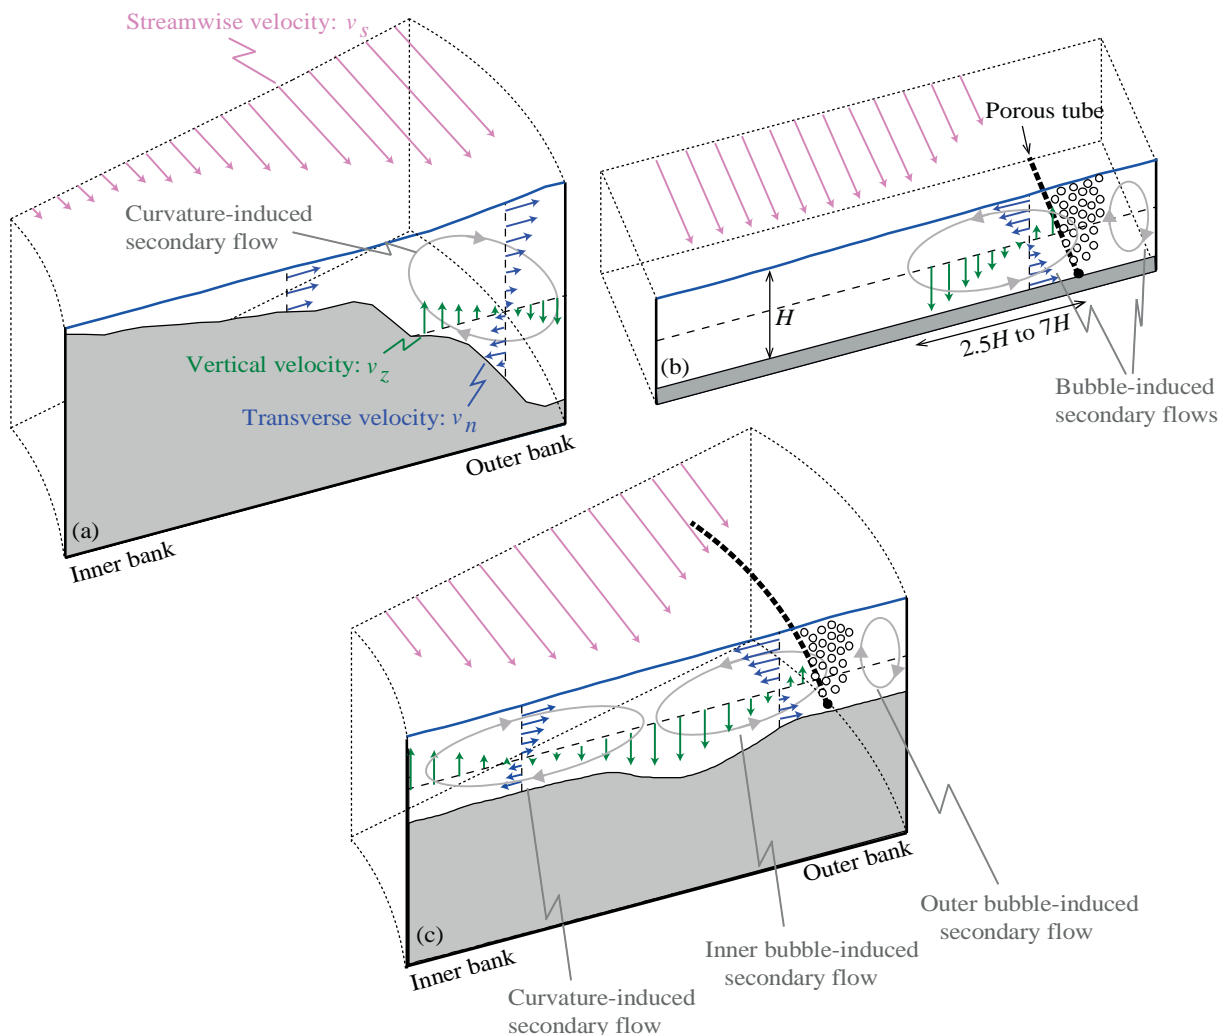 Streamwise velocity: v_s
Curvature-induced
secondary flow
Vertical velocity: v_z
Transverse velocity: v_n
(a)
Inner bank
Outer bank
Porous tube
H
2.5H to 7H
(b)
Bubble-induced
secondary flows
(c)
Inner bank
Outer bank
Curvature-induced
secondary flow
Inner bubble-induced
secondary flow
Outer bubble-induced
secondary flow